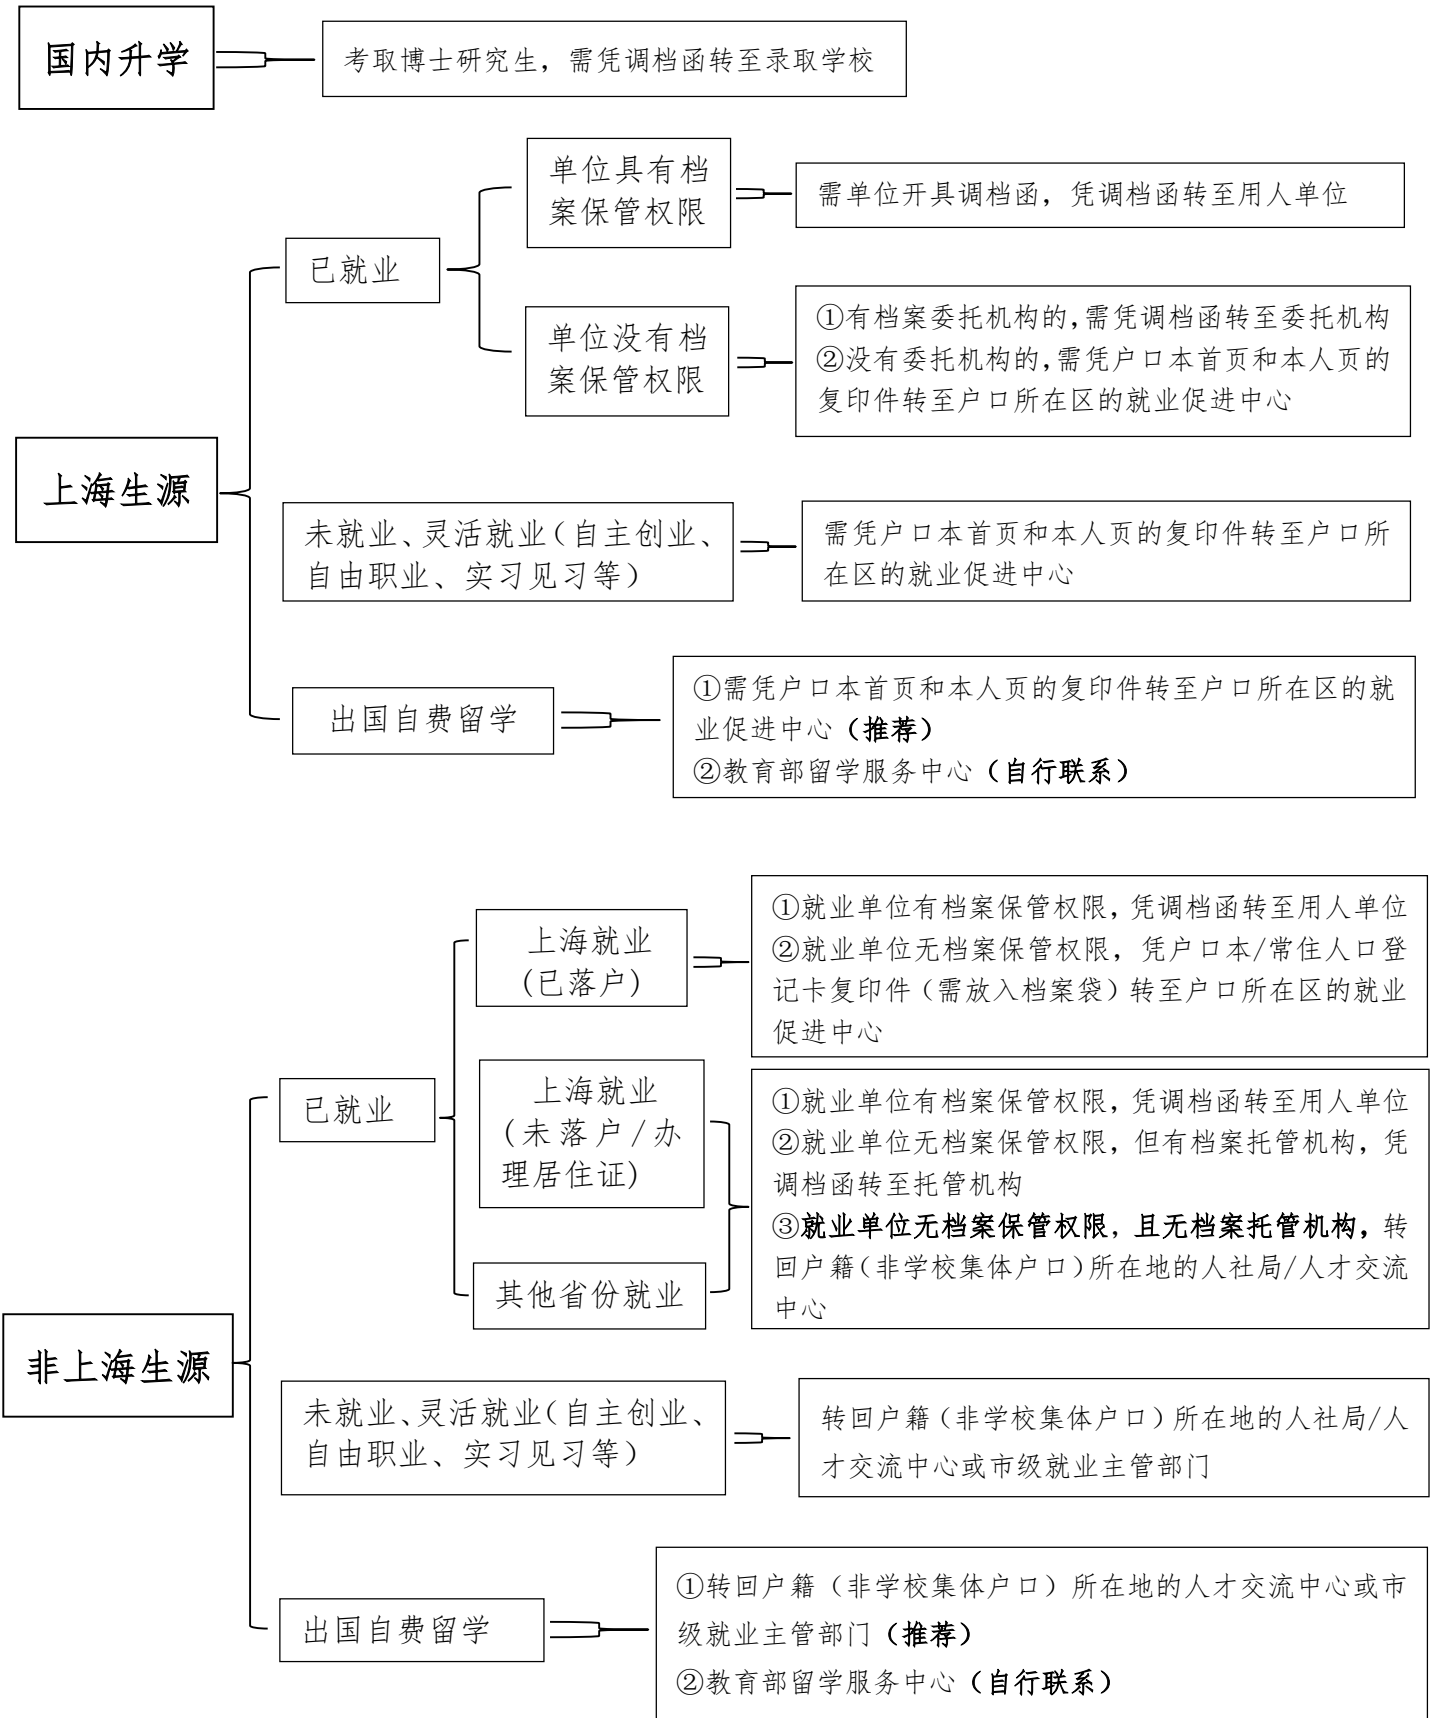 国内升学
考取博士研究生，需凭调档函转至录取学校
上海生源
已就业
单位具有档
案保管权限
需单位开具调档函，凭调档函转至用人单位
单位没有档
案保管权限
①有档案委托机构的，需凭调档函转至委托机构
②没有委托机构的，需凭户口本首页和本人页的
复印件转至户口所在区的就业促进中心
未就业、灵活就业（自主创业、
自由职业、实习见习等）
需凭户口本首页和本人页的复印件转至户口所
在区的就业促进中心
出国自费留学
①需凭户口本首页和本人页的复印件转至户口所在区的就
业促进中心（推荐）
②教育部留学服务中心（自行联系）
非上海生源
已就业
上海就业
(已落户)
①就业单位有档案保管权限，凭调档函转至用人单位
②就业单位无档案保管权限，凭户口本/常住人口登
记卡复印件（需放入档案袋）转至户口所在区的就业
促进中心
上海就业
(未落户/办
理居住证)
其他省份就业
①就业单位有档案保管权限，凭调档函转至用人单位
②就业单位无档案保管权限，但有档案托管机构，凭
调档函转至托管机构
③就业单位无档案保管权限，且无档案托管机构，转
回户籍（非学校集体户口）所在地的人社局/人才交流
中心
未就业、灵活就业（自主创业、
自由职业、实习见习等）
转回户籍（非学校集体户口）所在地的人社局/人
才交流中心或市级就业主管部门
出国自费留学
①转回户籍（非学校集体户口）所在地的人才交流中心或市
级就业主管部门（推荐）
②教育部留学服务中心（自行联系）